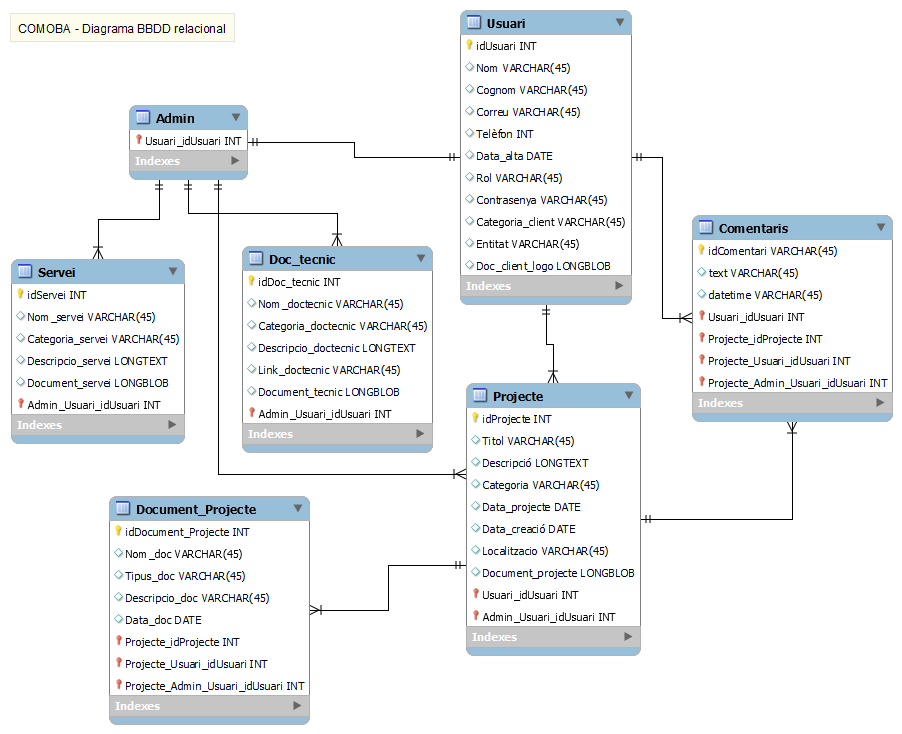 COMOBA - Diagrama BBDD relacional
Usuari
idUsuari INT
Nom VARCHAR(45)
Cognom VARCHAR(45)
Correu VARCHAR(45)
Telèfon INT
Data_alta DATE
Rol VARCHAR(45)
Contrasenya VARCHAR(45)
Categoria_client VARCHAR(45)
Entitat VARCHAR(45)
Doc_client_logo LONGBLOB
Indexes
Admin
Usuari_idUsuari INT
Indexes
Servei
idServei INT
Nom_servei VARCHAR(45)
Categoria_servei VARCHAR(45)
Descripcio_servei LONGTEXT
Document_servei LONGBLOB
Admin_Usuari_idUsuari INT
Indexes
Doc_tecnic
idDoc_tecnic INT
Nom_doctecnic VARCHAR(45)
Categoria_doctecnic VARCHAR(45)
Descripcio_doctecnic LONGTEXT
Link_doctecnic VARCHAR(45)
Document_tecnic LONGBLOB
Admin_Usuari_idUsuari INT
Indexes
Comentaris
idComentari VARCHAR(45)
text VARCHAR(45)
datetime VARCHAR(45)
Usuari_idUsuari INT
Projecte_idProjecte INT
Projecte_Usuari_idUsuari INT
Projecte_Admin_Usuari_idUsuari INT
Indexes
Projecte
idProjecte INT
Titol VARCHAR(45)
Descripció LONGTEXT
Categoria VARCHAR(45)
Data_projecte DATE
Data_creació DATE
Localitzacio VARCHAR(45)
Document_projecte LONGBLOB
Usuari_idUsuari INT
Admin_Usuari_idUsuari INT
Indexes
Document_Projecte
idDocument_Projecte INT
Nom_doc VARCHAR(45)
Tipus_doc VARCHAR(45)
Descripcio_doc VARCHAR(45)
Data_doc DATE
Projecte_idProjecte INT
Projecte_Usuari_idUsuari INT
Projecte_Admin_Usuari_idUsuari INT
Indexes